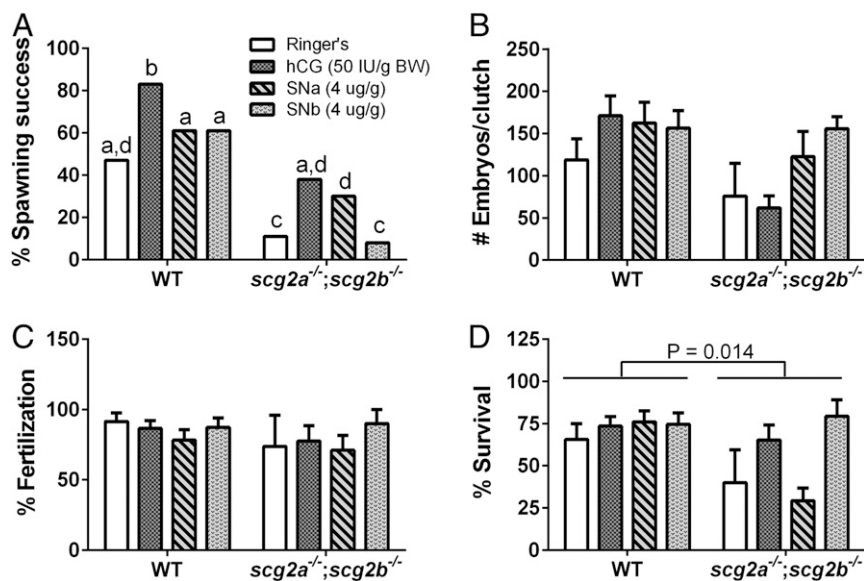 A
% Spawning success
100
80
60
40
20
0
Ringer's
hCG (50 IU/g BW)
SNa (4 ug/g)
SNb (4 ug/g)
a,d
b
a
a
c
a,d
d
c
WT
scg2a-/-;scg2b-/-
B
# Embryos/clutch
250
200
150
100
50
0
WT
scg2a-/-;scg2b-/-
C
% Fertilization
150
100
50
0
WT
scg2a-/-;scg2b-/-
D
% Survival
125
100
75
50
25
0
P = 0.014
WT
scg2a-/-;scg2b-/-